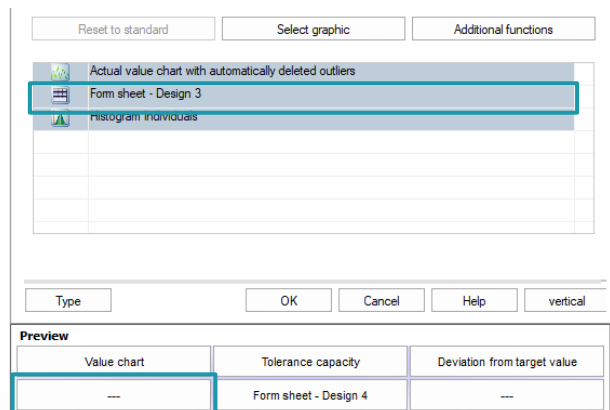 Reset to standard Select graphic Additional functions
Actual value chart with automatically deleted outliers
Form sheet - Design 3
Histogram individuals
Type OK Cancel Help vertical
Preview
Value chart Tolerance capacity Deviation from target value
--- Form sheet - Design 4 ---